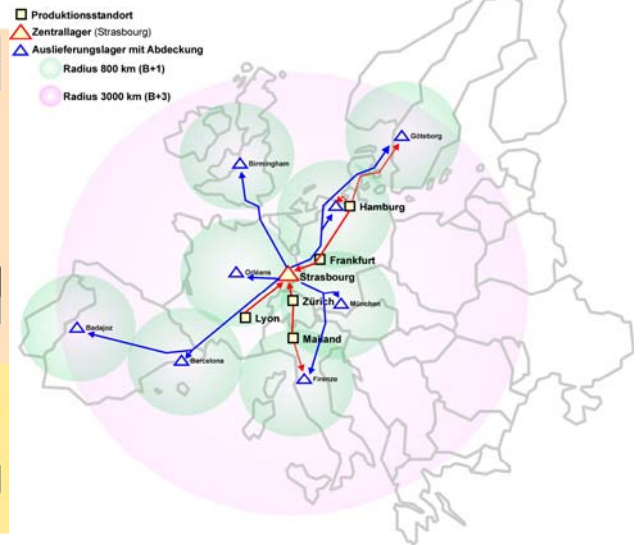 Produktionsstandort
Zentrallager (Strasbourg)
Auslieferungslager mit Abdeckung
Radius 800 km (B+1)
Radius 3000 km (B+3)
Göteborg
Birmingham
Hamburg
Frankfurt
Orléans
Strasbourg
Zürich
München
Lyon
Badajoz
Mailand
Barcelona
Firenze